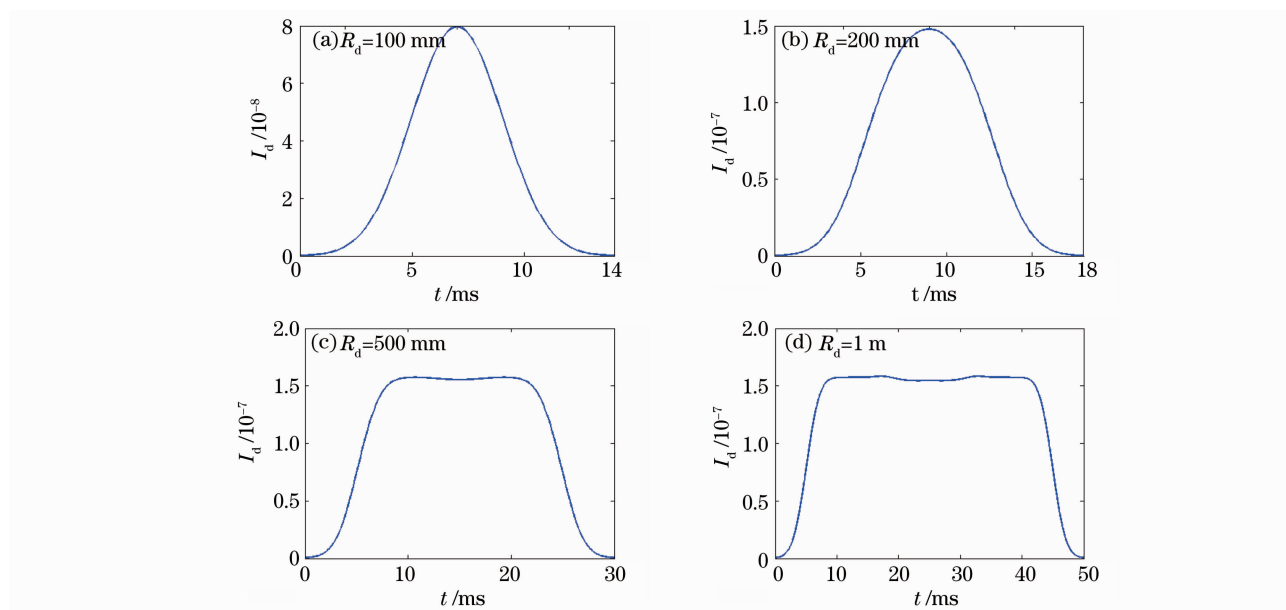 (a) R_d=100 mm
8
6
4
2
0
I_d/10^-8
0 5 10 14
t/ms
(b) R_d=200 mm
1.5
1.0
0.5
0
I_d/10^-7
0 5 10 15 18
t/ms
(c) R_d=500 mm
2.0
1.5
1.0
0.5
0
I_d/10^-7
0 10 20 30
t/ms
(d) R_d=1 m
2.0
1.5
1.0
0.5
0
I_d/10^-7
0 10 20 30 40 50
t/ms